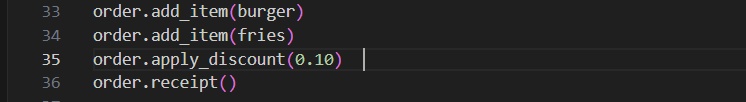 33 order.add_item(burger)
34 order.add_item(fries)
35 order.apply_discount(0.10)
36 order.receipt()